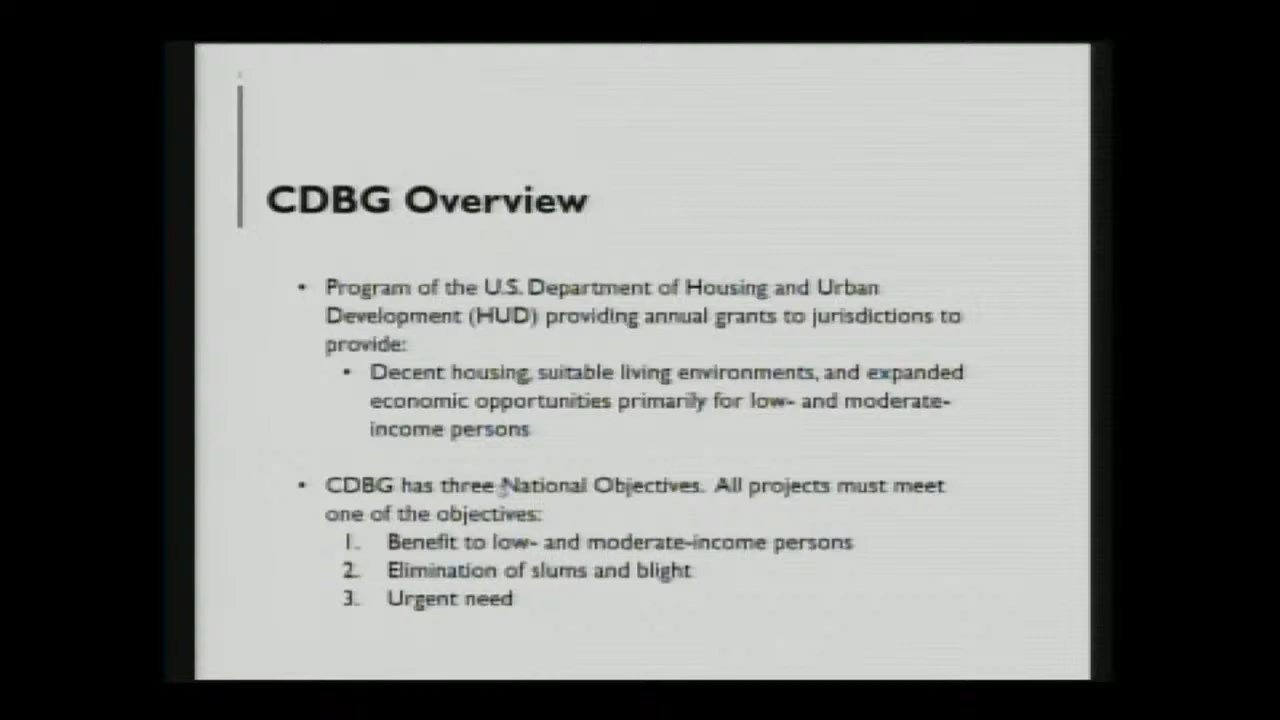 CDBG Overview
• Program of the U.S. Department of Housing and Urban
Development (HUD) providing annual grants to jurisdictions to
provide:
• Decent housing, suitable living environments, and expanded
economic opportunities primarily for low- and moderate-
income persons
• CDBG has three National Objectives. All projects must meet
one of the objectives:
1. Benefit to low- and moderate-income persons
2. Elimination of slums and blight
3. Urgent need